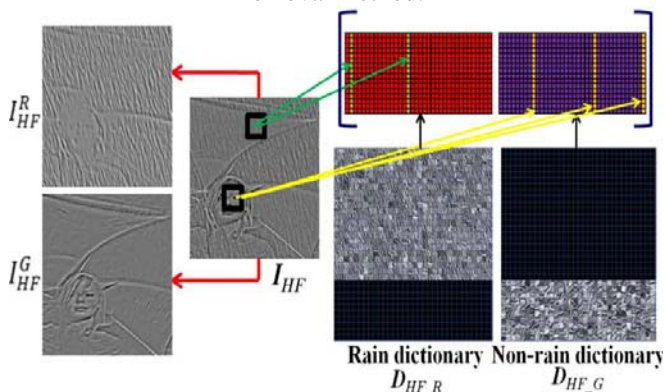 I_HF^R
I_HF^G
I_HF
Rain dictionary Non-rain dictionary
D_HF_R D_HF_G